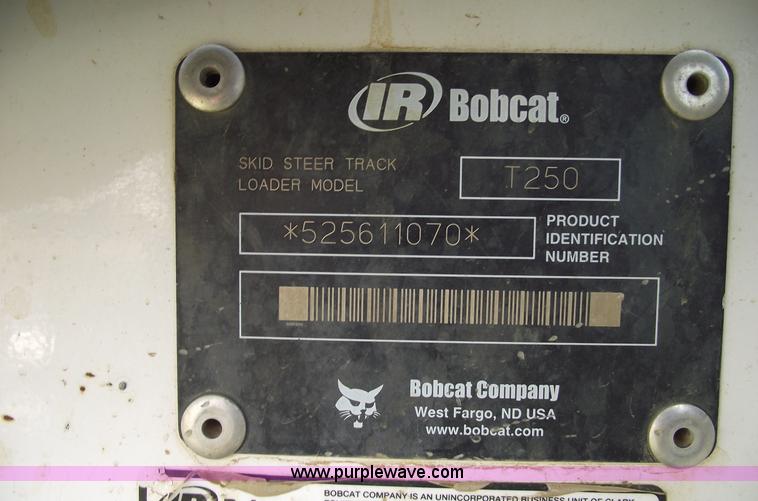 IR Bobcat®
SKID STEER TRACK
LOADER MODEL
T250
*525611070*
PRODUCT
IDENTIFICATION
NUMBER
Bobcat Company
West Fargo, ND USA
www.bobcat.com
www.purplewave.com
IR
BOBCAT COMPANY IS AN UNINCORPORATED BUSINESS UNIT OF CLARK